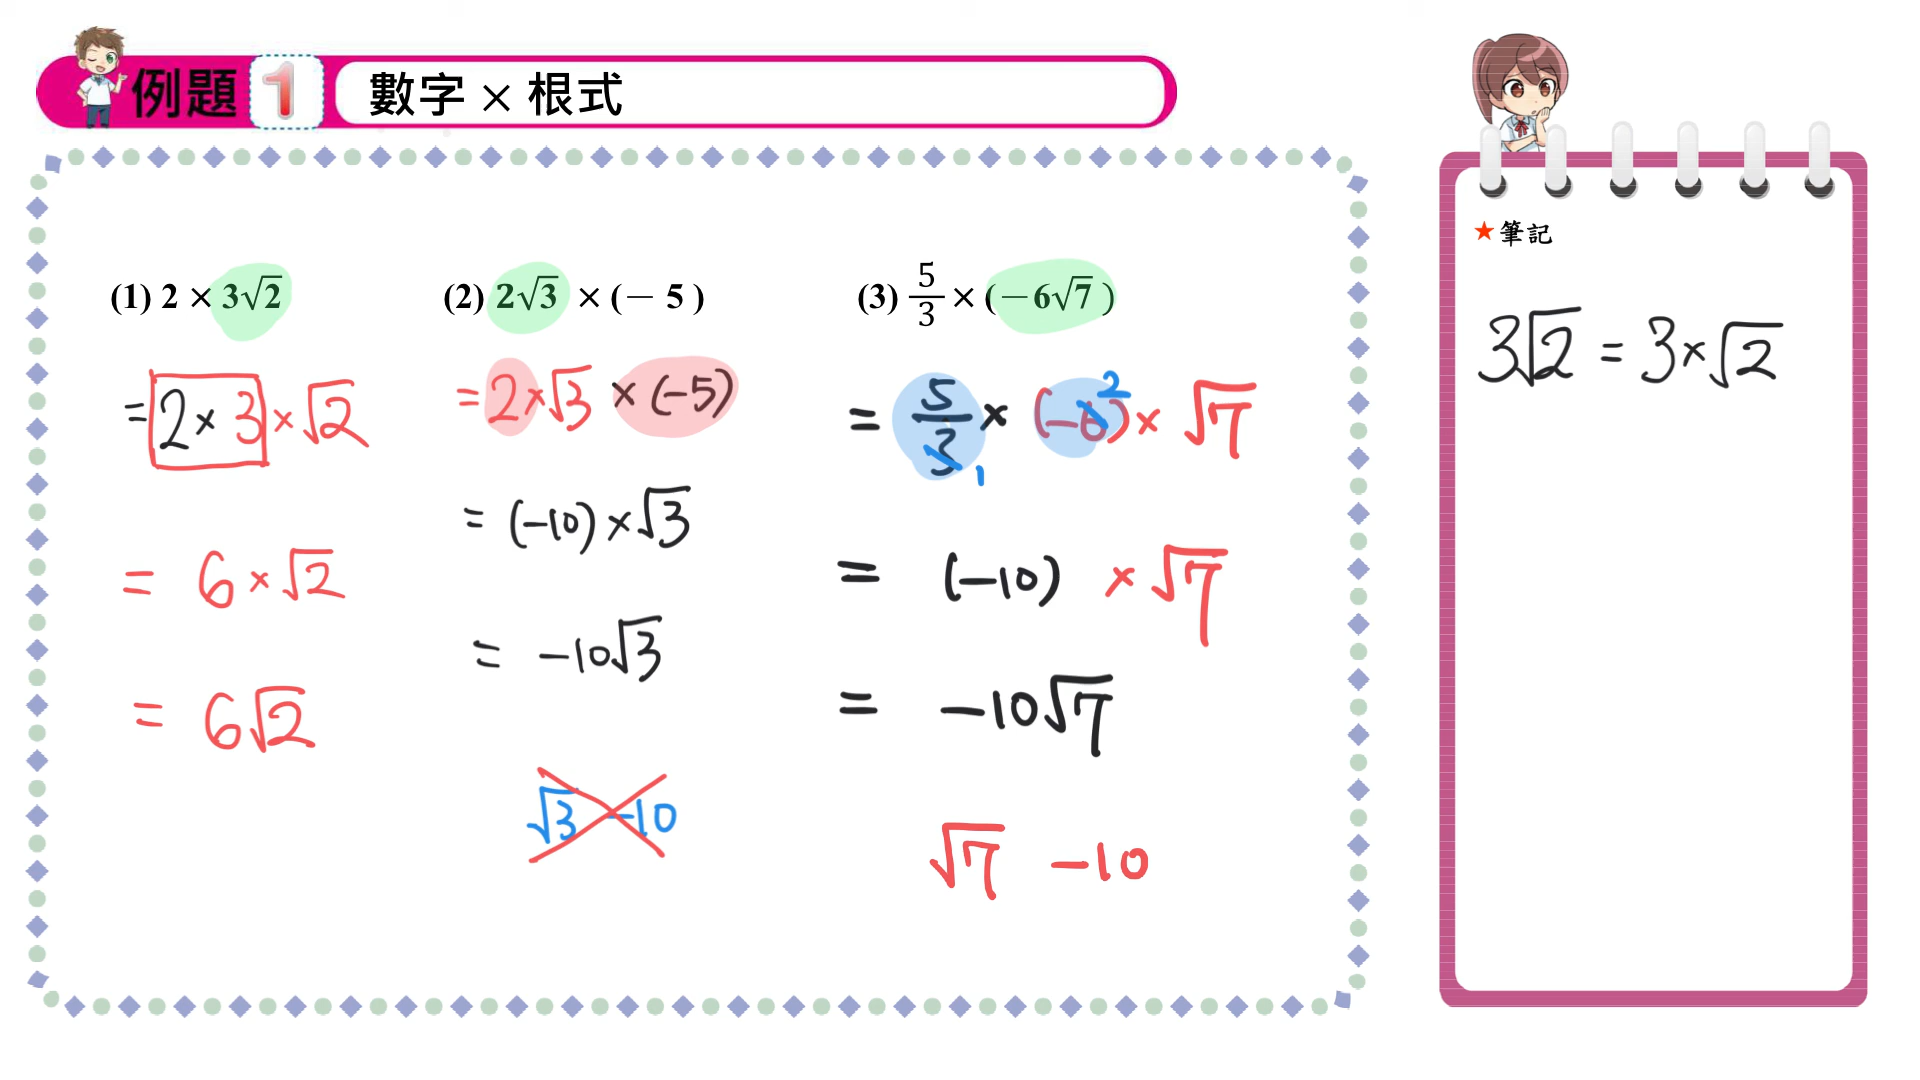 例題 1 數字 × 根式
★筆記
(1) 2 × 3√2
= 2 × 3 × √2
= 6 × √2
= 6√2
(2) 2√3 × (− 5 )
= 2 × √3 × (−5)
= (−10) × √3
= −10√3
√3 −10
(3) 5/3 × (−6√7 )
= 5/3 × (−6) × √7
2
1
= (−10) × √7
= −10√7
√7 −10
3√2 = 3 × √2